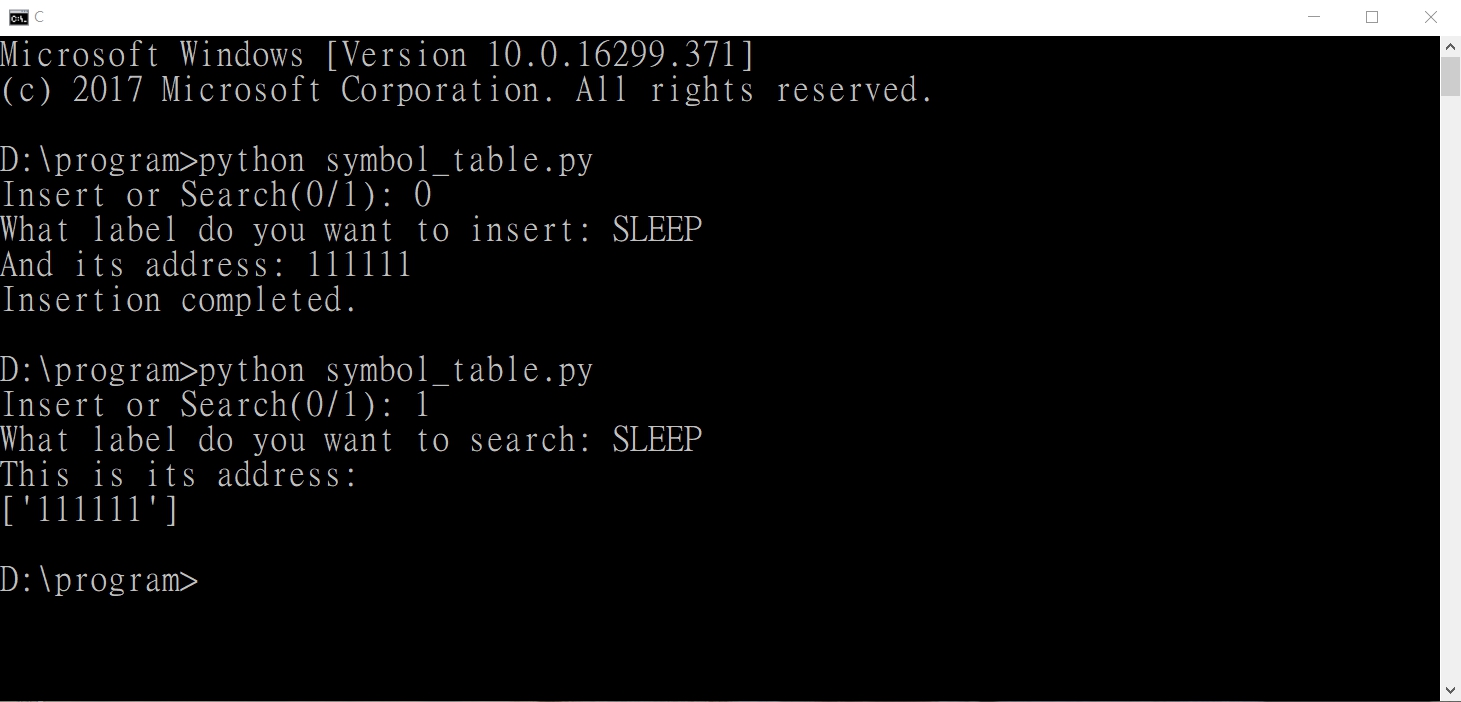 C
Microsoft Windows [Version 10.0.16299.371]
(c) 2017 Microsoft Corporation. All rights reserved.
D:\program>python symbol_table.py
Insert or Search(0/1): 0
What label do you want to insert: SLEEP
And its address: 111111
Insertion completed.
D:\program>python symbol_table.py
Insert or Search(0/1): 1
What label do you want to search: SLEEP
This is its address:
['111111']
D:\program>